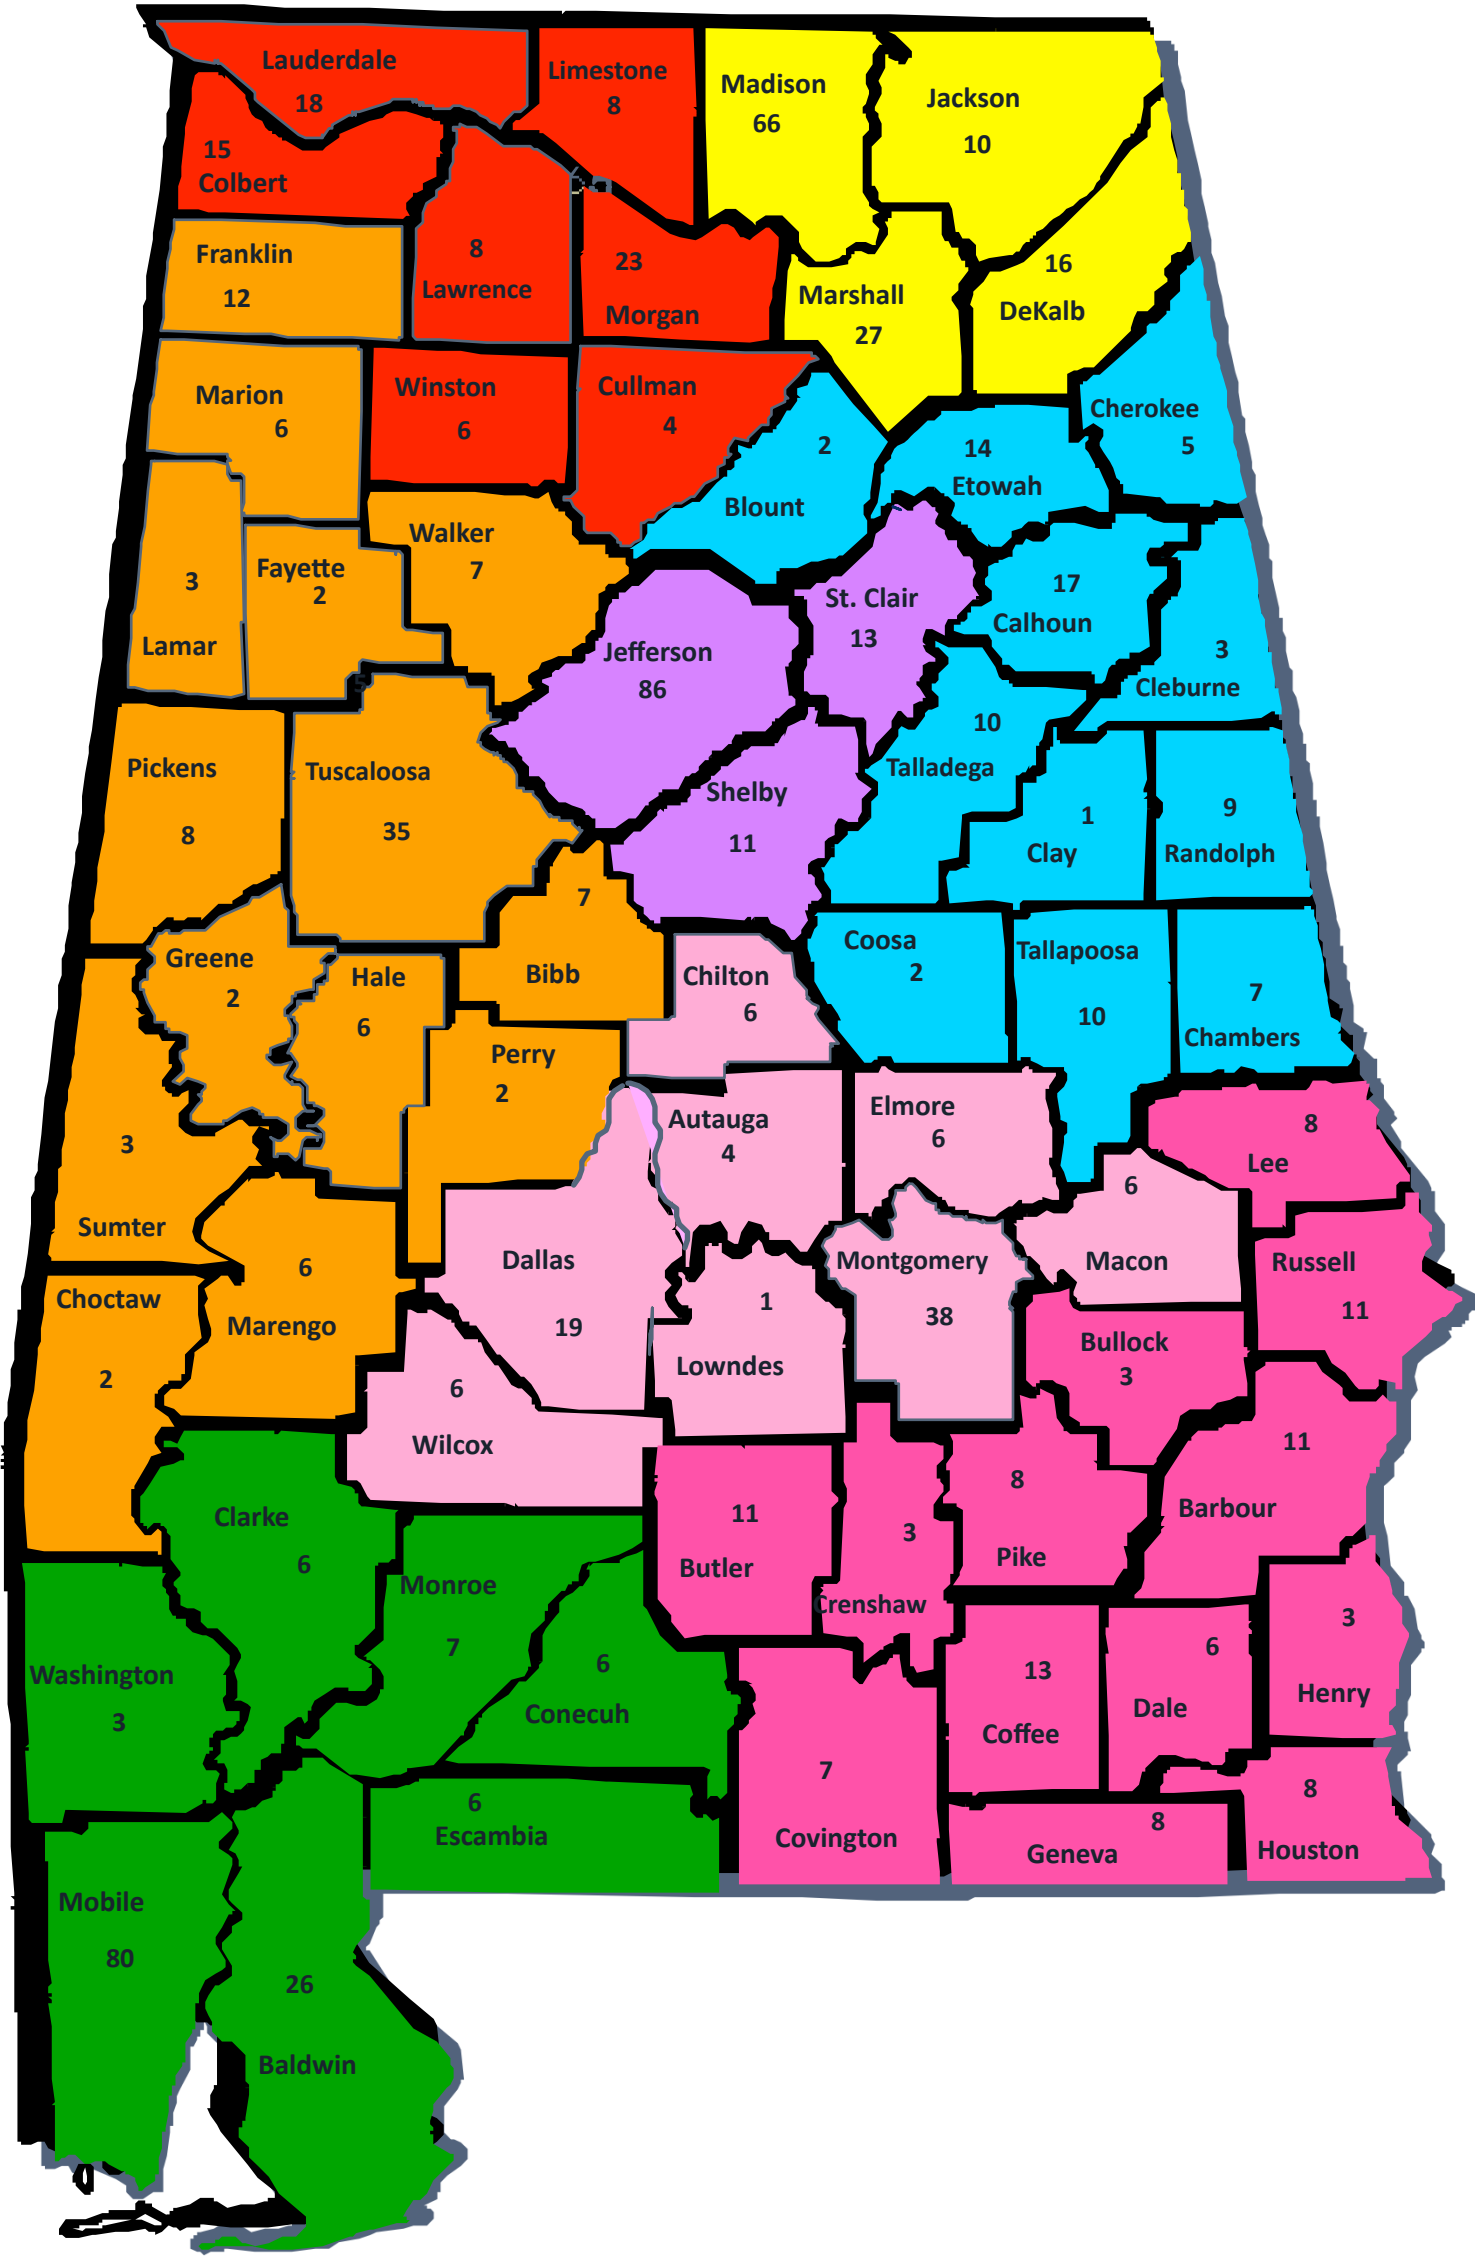 Lauderdale
18
Limestone
8
Madison
66
Jackson
10
15
Colbert
Franklin
12
8
Lawrence
23
Morgan
Marshall
27
16
DeKalb
Marion
6
Winston
6
Cullman
4
2
Blount
14
Etowah
Cherokee
5
3
Lamar
Fayette
2
Walker
7
Jefferson
86
St. Clair
13
17
Calhoun
3
Cleburne
5
Pickens
8
Tuscaloosa
35
Shelby
11
10
Talladega
1
Clay
9
Randolph
7
Bibb
Greene
2
Hale
6
Chilton
6
Coosa
2
Tallapoosa
10
7
Chambers
Perry
2
3
Sumter
Autauga
4
Elmore
6
8
Lee
6
Macon
6
Marengo
Dallas
19
1
Lowndes
Montgomery
38
Russell
11
Choctaw
2
6
Wilcox
Bullock
3
11
Barbour
Clarke
6
Monroe
7
11
Butler
3
Crenshaw
8
Pike
Washington
3
6
Conecuh
13
Coffee
6
Dale
3
Henry
6
Escambia
7
Covington
8
Geneva
8
Houston
Mobile
80
26
Baldwin